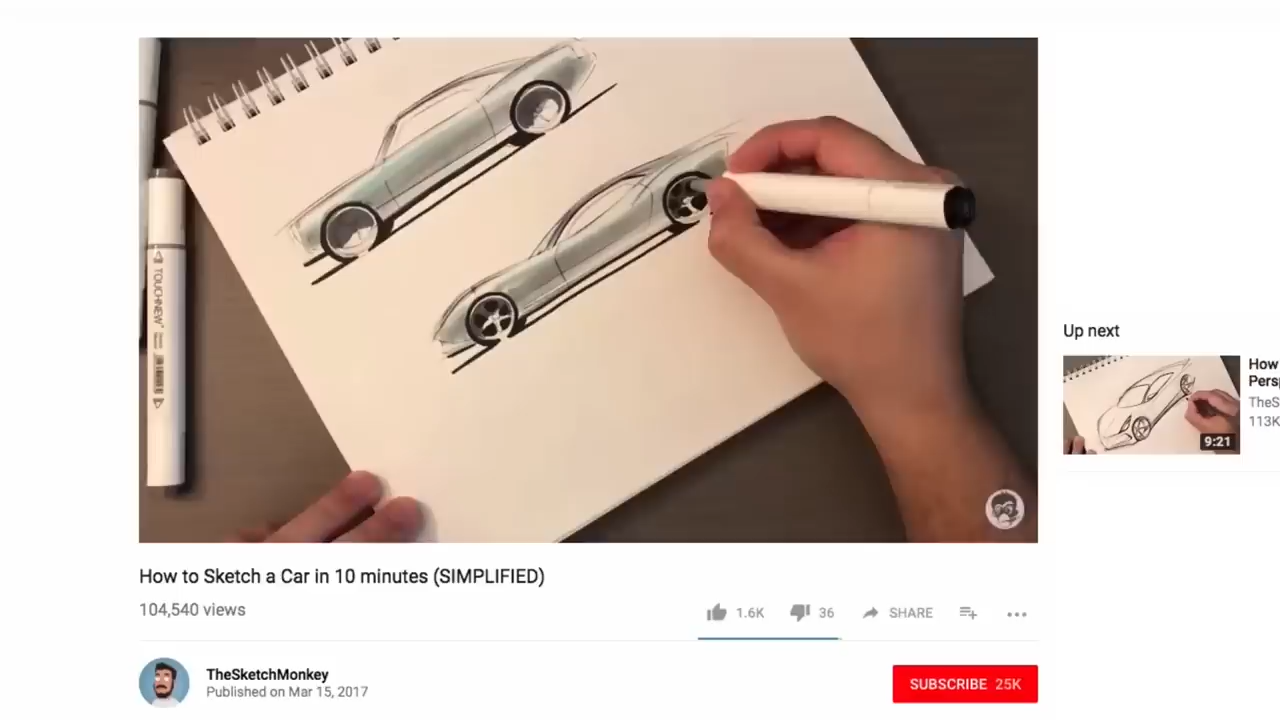 TOUCHNEW
Up next
How
Pers
TheS
113K
9:21
How to Sketch a Car in 10 minutes (SIMPLIFIED)
104,540 views
1.6K
36
SHARE
TheSketchMonkey
Published on Mar 15, 2017
SUBSCRIBE 25K